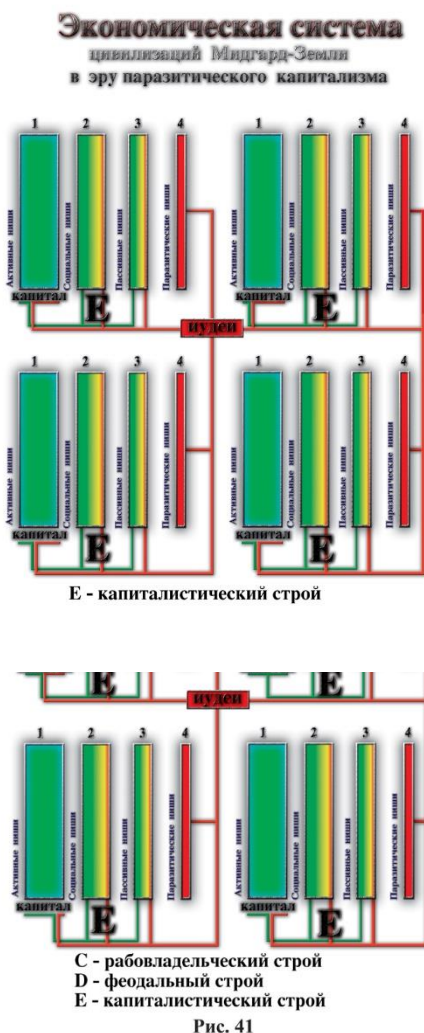 Экономическая система
цивилизаций Мидгард-Земли
в эру паразитического капитализма
1 2 3 4 1 2 3 4
Активные ниши Социальные ниши Пассивные ниши Паразитические ниши Активные ниши Социальные ниши Пассивные ниши Паразитические ниши
капитал Е капитал Е
иудеи
1 2 3 4 1 2 3 4
Активные ниши Социальные ниши Пассивные ниши Паразитические ниши Активные ниши Социальные ниши Пассивные ниши Паразитические ниши
капитал Е капитал Е
Е - капиталистический строй
Е Е
иудеи
1 2 3 4 1 2 3 4
Активные ниши Социальные ниши Пассивные ниши Паразитические ниши Активные ниши Социальные ниши Пассивные ниши Паразитические ниши
капитал Е капитал Е
С - рабовладельческий строй
D - феодальный строй
Е - капиталистический строй
Рис. 41